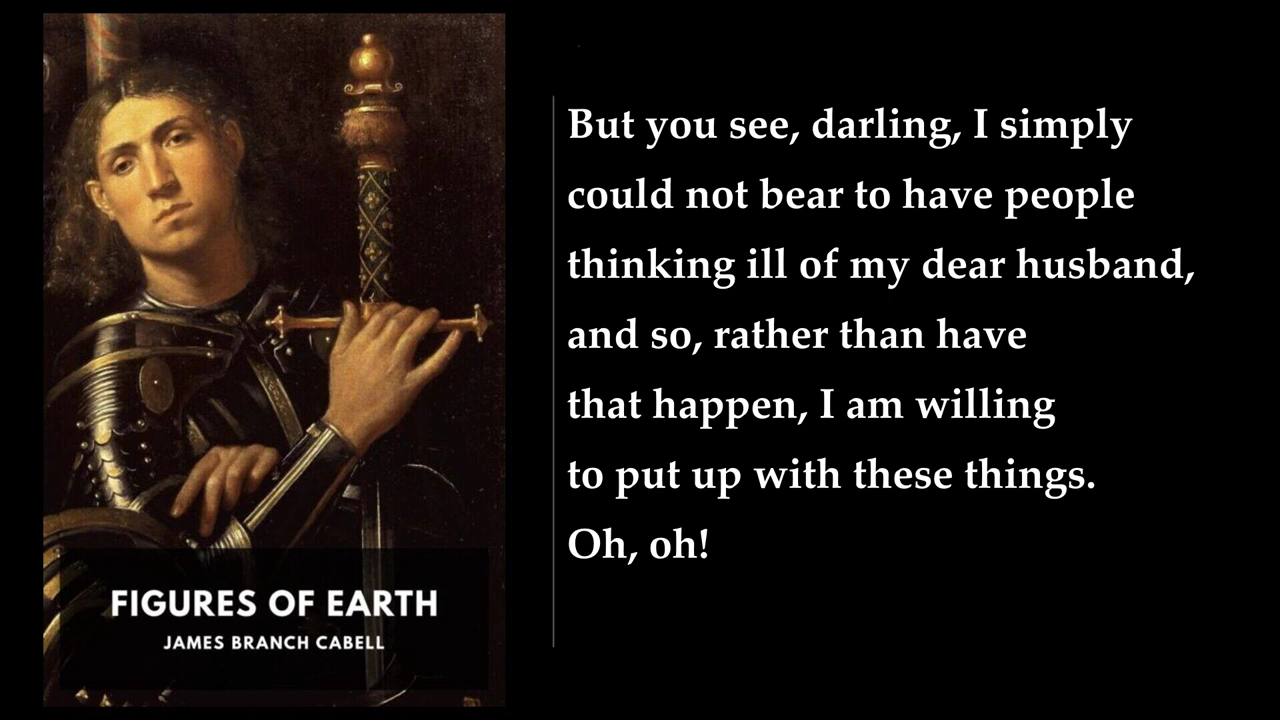 FIGURES OF EARTH
JAMES BRANCH CABELL
But you see, darling, I simply
could not bear to have people
thinking ill of my dear husband,
and so, rather than have
that happen, I am willing
to put up with these things.
Oh, oh!